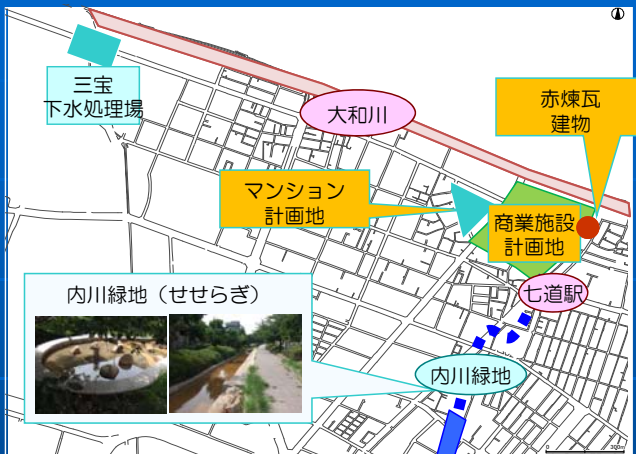 三宝
下水処理場
大和川
赤煉瓦
建物
マンション
計画地
商業施設
計画地
七道駅
内川緑地（せせらぎ）
内川緑地
0
300m